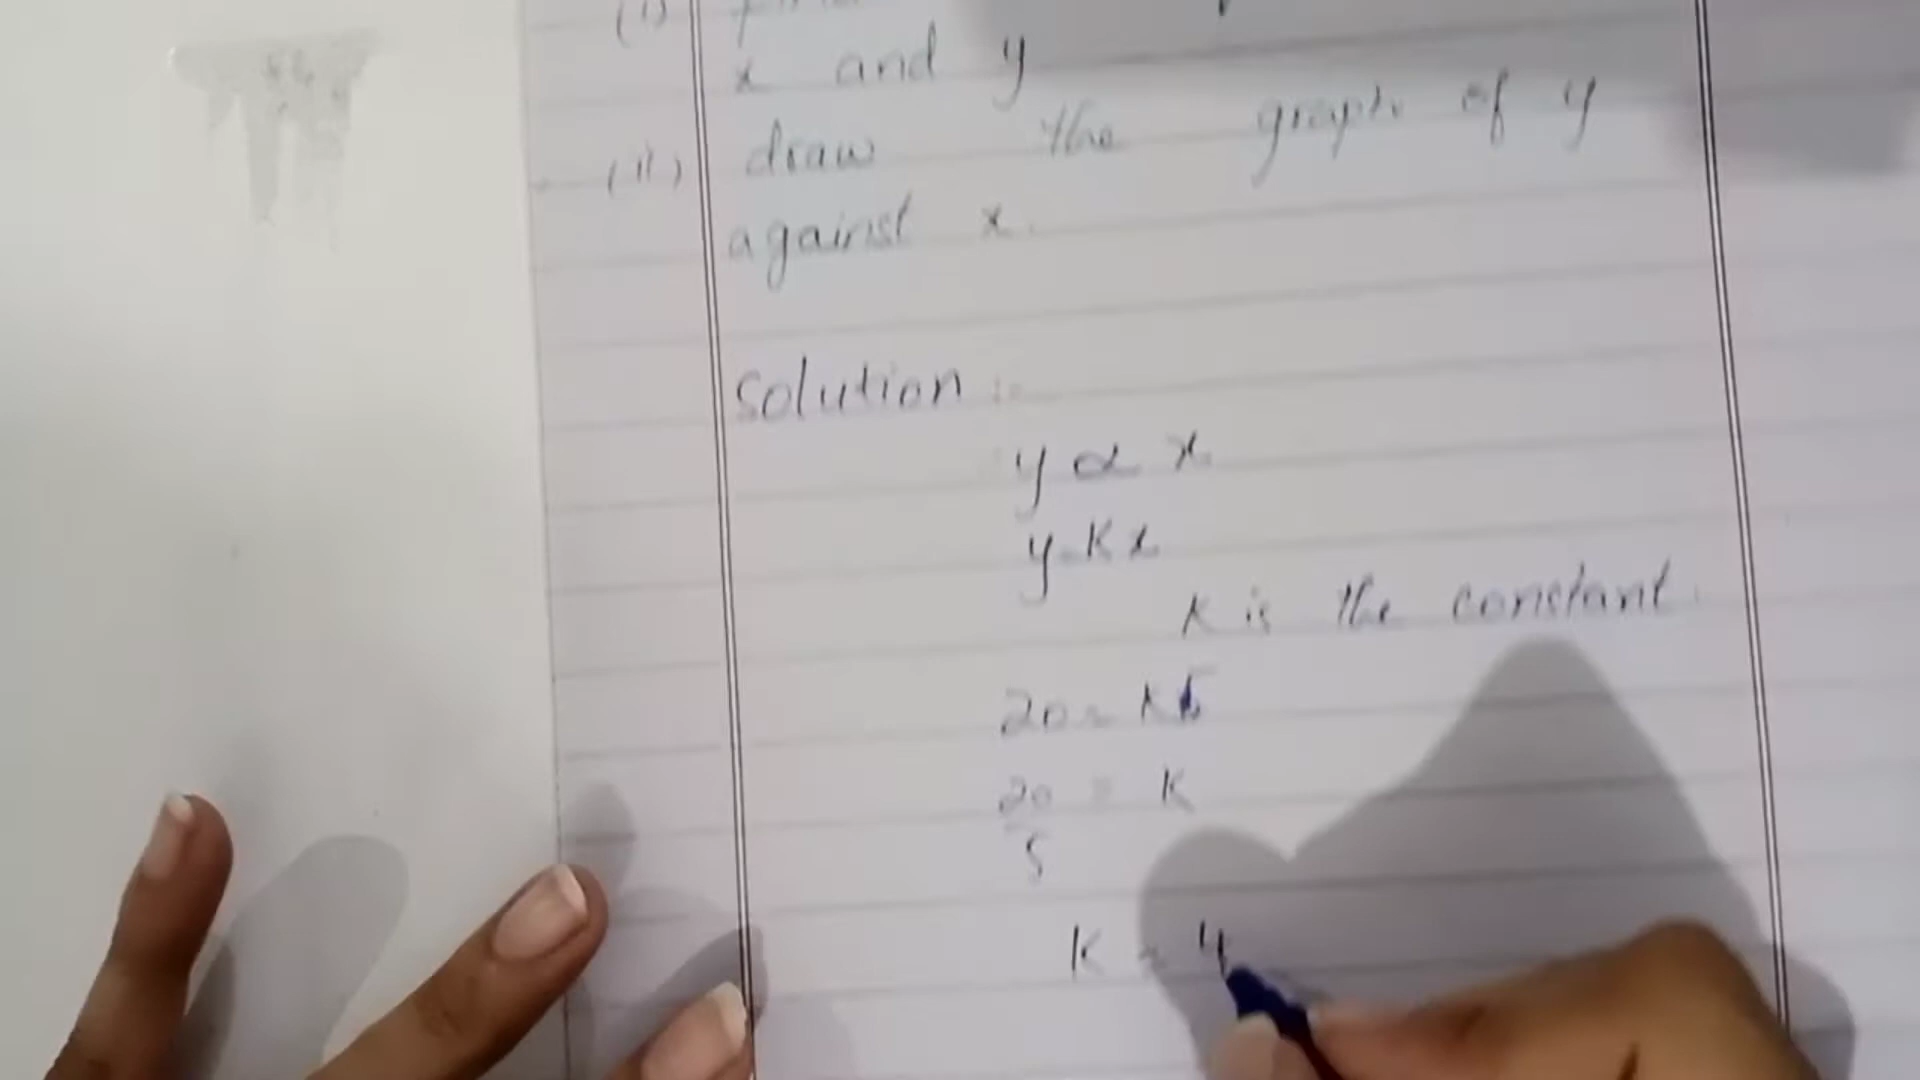 (i)
x and y
(ii) draw the graph of y
against x.
Solution :-
y ∝ x
y = Kx
K is the constant.
20 = K5
20 = K
5
K = 4